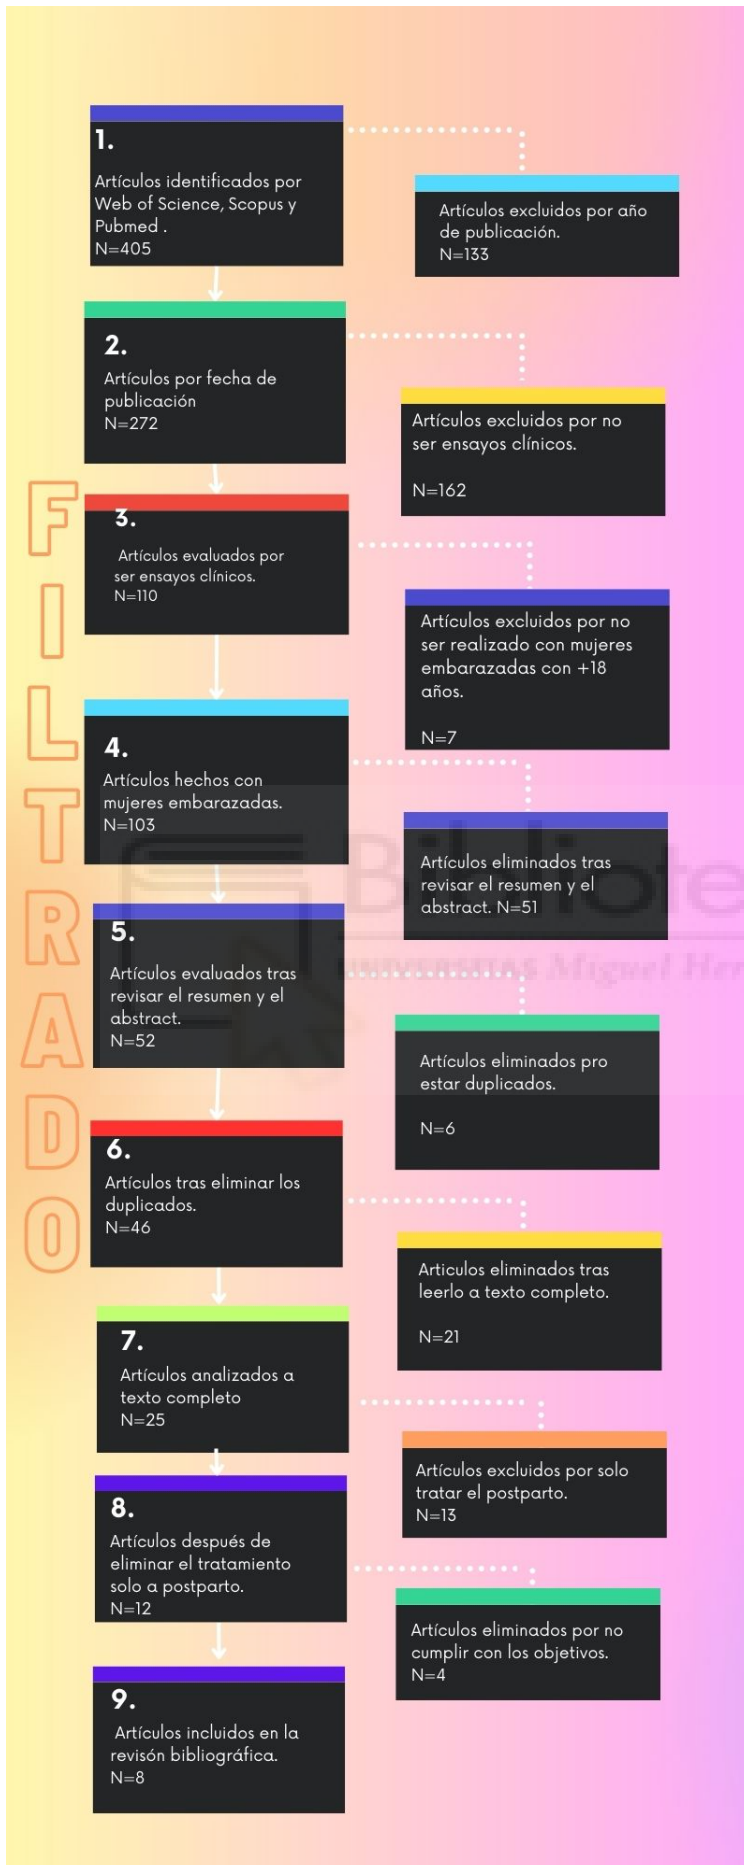 FILTRADO
1.
Artículos identificados por
Web of Science, Scopus y
Pubmed .
N=405
Artículos excluidos por año
de publicación.
N=133
2.
Artículos por fecha de
publicación
N=272
Artículos excluidos por no
ser ensayos clínicos.
N=162
3.
Artículos evaluados por
ser ensayos clínicos.
N=110
Artículos excluidos por no
ser realizado con mujeres
embarazadas con +18
años.
N=7
4.
Artículos hechos con
mujeres embarazadas.
N=103
Artículos eliminados tras
revisar el resumen y el
abstract. N=51
5.
Artículos evaluados tras
revisar el resumen y el
abstract.
N=52
Artículos eliminados pro
estar duplicados.
N=6
6.
Artículos tras eliminar los
duplicados.
N=46
Articulos eliminados tras
leerlo a texto completo.
N=21
7.
Artículos analizados a
texto completo
N=25
Artículos excluidos por solo
tratar el postparto.
N=13
8.
Artículos después de
eliminar el tratamiento
solo a postparto.
N=12
Artículos eliminados por no
cumplir con los objetivos.
N=4
9.
Artículos incluidos en la
revisón bibliográfica.
N=8
Bibliote
UNIVERSITAS Miguel Her